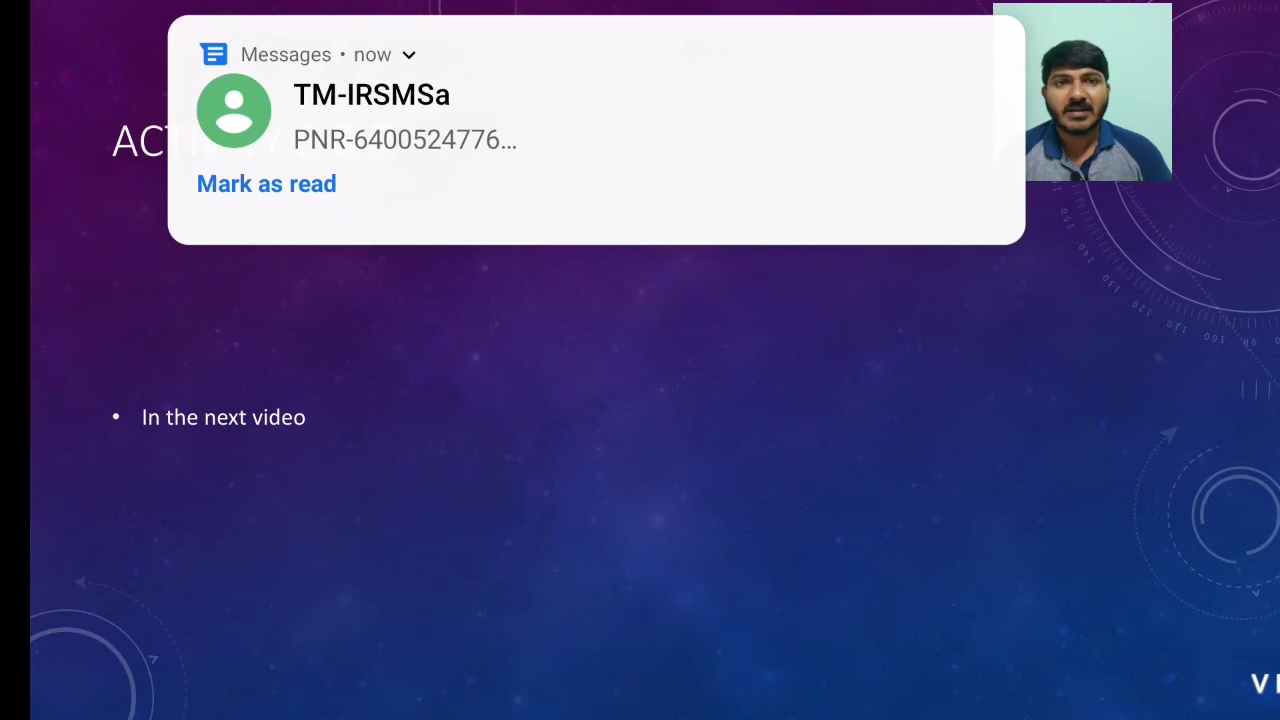 Messages • now
TM-IRSMSa
PNR-6400524776...
Mark as read
• In the next video